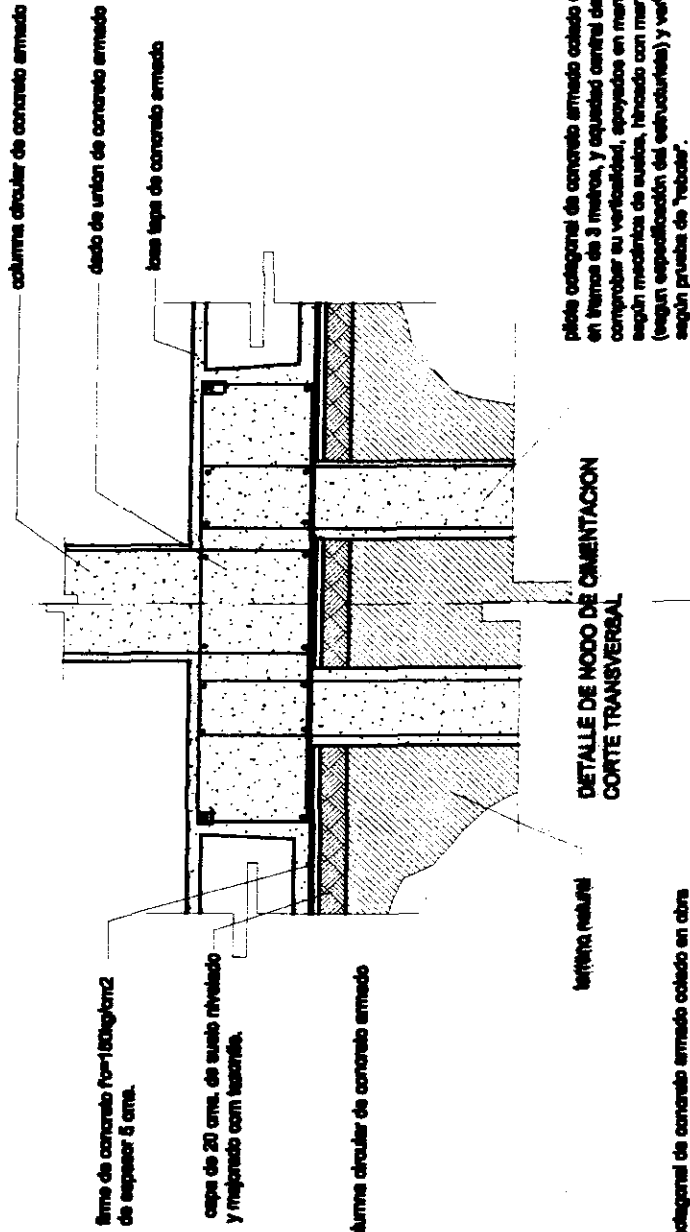 columna circular de concreto armado
dado de union de concreto armado
losa tapa de concreto armado
firme de concreto f'c=150kg/cm2
de espesor 5 cms.
capa de 20 cms. de suelo nivelado
y mejorado com tezontle.
lumna circular de concreto armado
terreno natural
DETALLE DE NODO DE CIMENTACION
CORTE TRANSVERSAL
pilote octagonal de concreto armado colado
en tramos de 3 metros, y oquedad central de
comprobar su verticalidad, apoyados en
según mecánica de suelos, hincado con
(segun especificación del estructurista) y
según prueba de "rebote".
ctagonal de concreto armado colado en obra